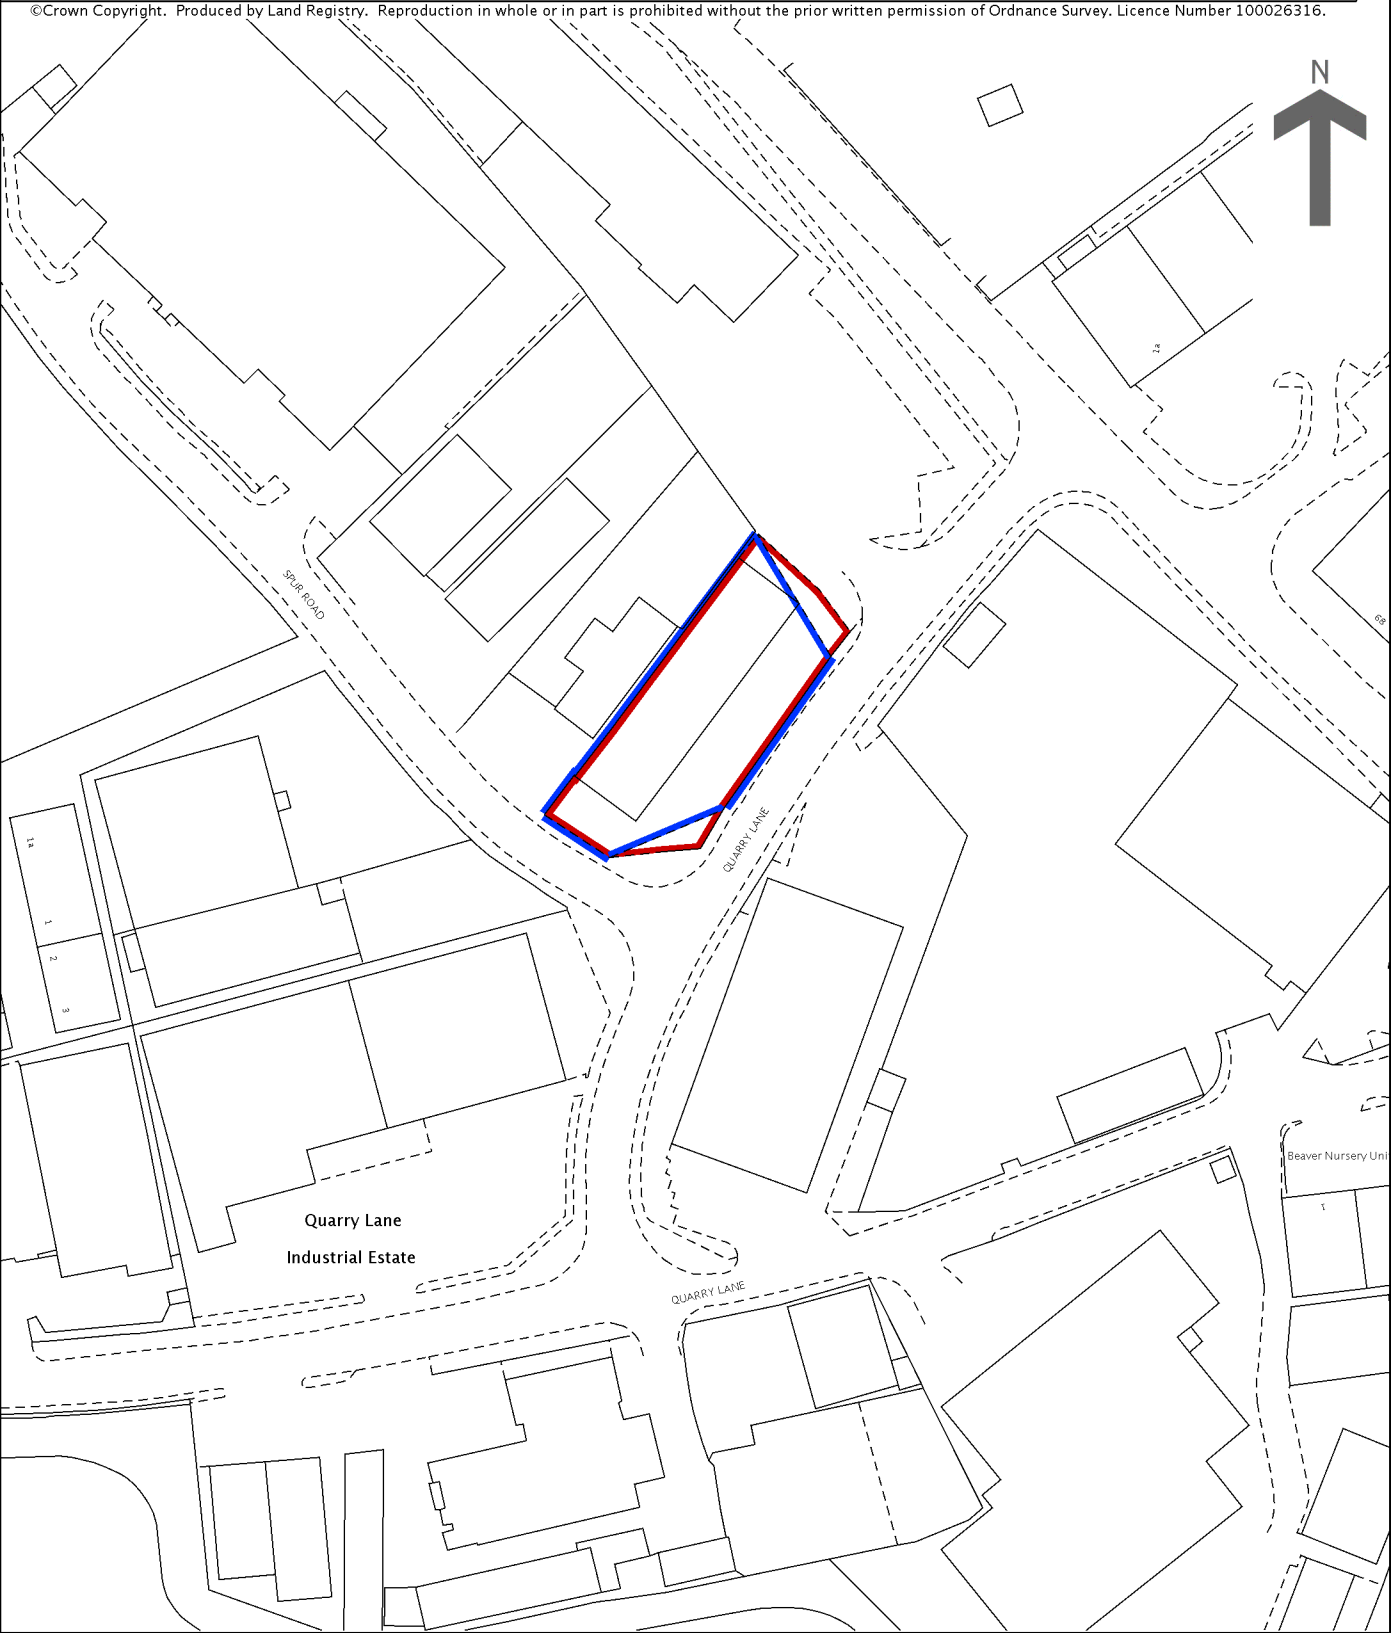 ©Crown Copyright. Produced by Land Registry. Reproduction in whole or in part is prohibited without the prior written permission of Ordnance Survey. Licence Number 100026316.
N
1a
SPUR ROAD
68
QUARRY LANE
1a
1
2
3
Beaver Nursery Uni
1
Quarry Lane
Industrial Estate
QUARRY LANE